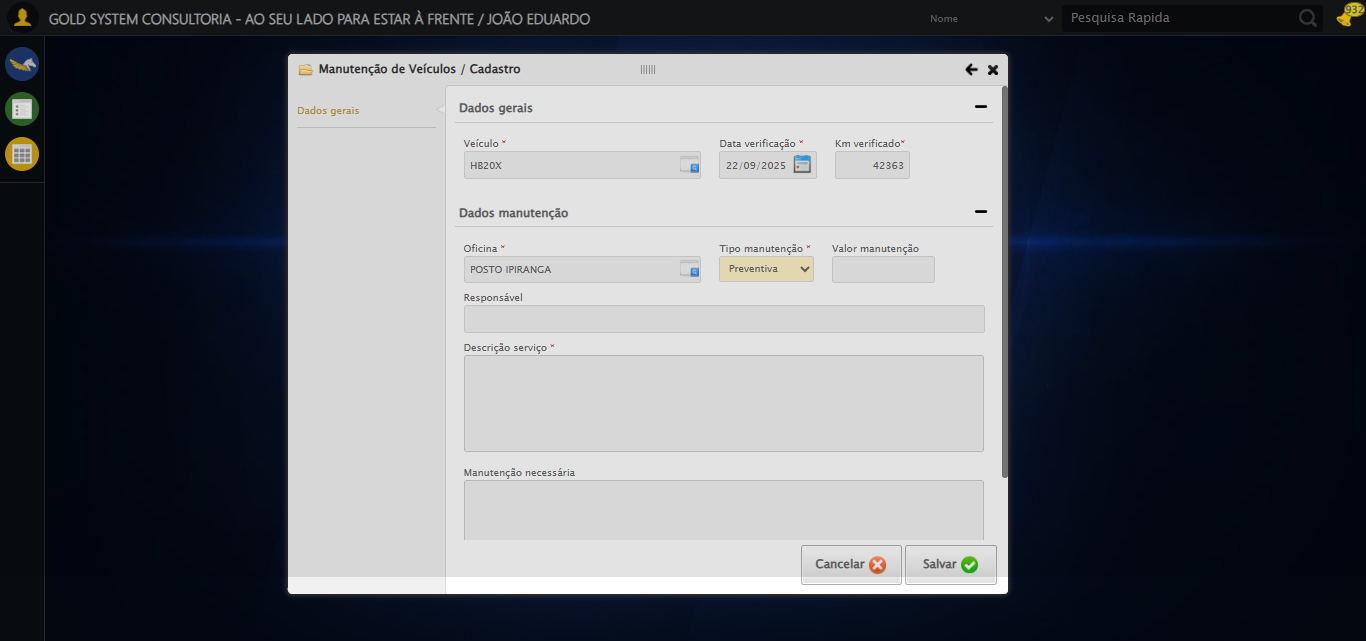 GOLD SYSTEM CONSULTORIA - AO SEU LADO PARA ESTAR À FRENTE / JOÃO EDUARDO
Nome
Pesquisa Rapida
932
Manutenção de Veículos / Cadastro
Dados gerais
Dados gerais
Veículo *
Data verificação *
Km verificado*
HB20X
22/09/2025
42363
Dados manutenção
Oficina *
Tipo manutenção *
Valor manutenção
POSTO IPIRANGA
Preventiva
Responsável
Descrição serviço *
Manutenção necessária
Cancelar
Salvar